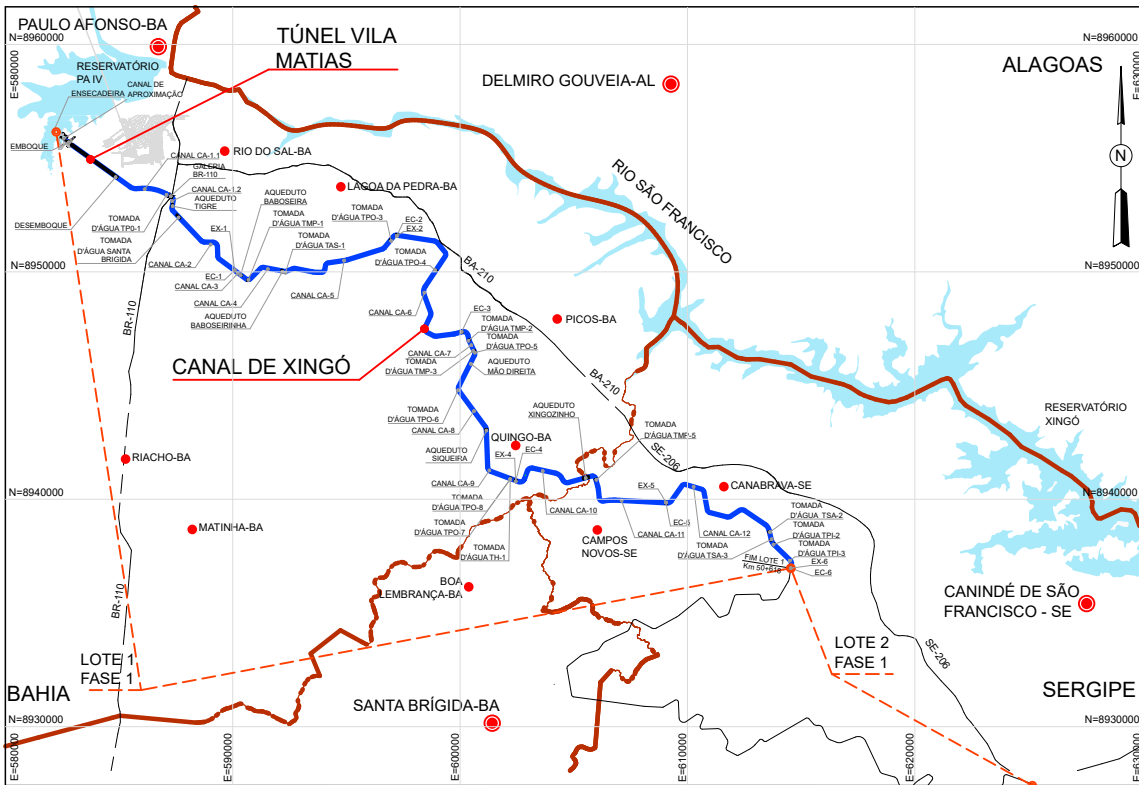 PAULO AFONSO-BA
N=8960000
E=580000
RESERVATÓRIO
PA IV
ENSECADEIRA
CANAL DE
APROXIMAÇÃO
EMBOQUE
TÚNEL VILA
MATIAS
DELMIRO GOUVEIA-AL
ALAGOAS
N=8960000
E=630000
N
RIO DO SAL-BA
LAGOA DA PEDRA-BA
RIO SÃO FRANCISCO
CANAL CA-1.1
GALERIA
BR-110
CANAL CA-1.2
AQUEDUTO
TIGRE
DESEMBOQUE
TOMADA
D'ÁGUA TPO-1
TOMADA
D'ÁGUA SANTA
BRIGIDA
CANAL CA-2
EX-1
AQUEDUTO
BABOSEIRA
TOMADA
D'ÁGUA TMP-1
TOMADA
D'ÁGUA TAS-1
TOMADA
D'ÁGUA TPO-3
EC-2
EX-2
EC-1
CANAL CA-3
CANAL CA-4
AQUEDUTO
BABOSEIRINHA
CANAL CA-5
TOMADA
D'ÁGUA TPO-4
N=8950000
N=8950000
BA-210
BR-110
CANAL CA-6
EC-3
TOMADA
D'ÁGUA TMP-2
TOMADA
D'ÁGUA TPO-5
CANAL CA-7
TOMADA
D'ÁGUA TMP-3
AQUEDUTO
MÃO DIREITA
PICOS-BA
CANAL DE XINGÓ
BA-210
TOMADA
D'ÁGUA TPO-6
CANAL CA-8
AQUEDUTO
XINGOZINHO
TOMADA
D'ÁGUA TMP-5
RESERVATÓRIO
XINGÓ
RIACHO-BA
AQUEDUTO
SIQUEIRA
QUINGO-BA
EX-4
EC-4
SE-206
CANAL CA-9
TOMADA
D'ÁGUA TPO-8
TOMADA
D'ÁGUA TPO-7
TOMADA
D'ÁGUA TH-1
CANAL CA-10
EX-5
CANABRAVA-SE
N=8940000
N=8940000
MATINHA-BA
CAMPOS
NOVOS-SE
CANAL CA-11
EC-5
CANAL CA-12
TOMADA
D'ÁGUA TSA-3
TOMADA
D'ÁGUA TSA-2
TOMADA
D'ÁGUA TPI-2
TOMADA
D'ÁGUA TPI-3
EX-6
EC-6
FIM LOTE 1
Km 50+818
BOA
LEMBRANÇA-BA
CANINDÉ DE SÃO
FRANCISCO - SE
BR-110
LOTE 1
FASE 1
LOTE 2
FASE 1
SE-206
BAHIA
SERGIPE
SANTA BRÍGIDA-BA
N=8930000
N=8930000
E=580000
E=590000
E=600000
E=610000
E=620000
E=630000